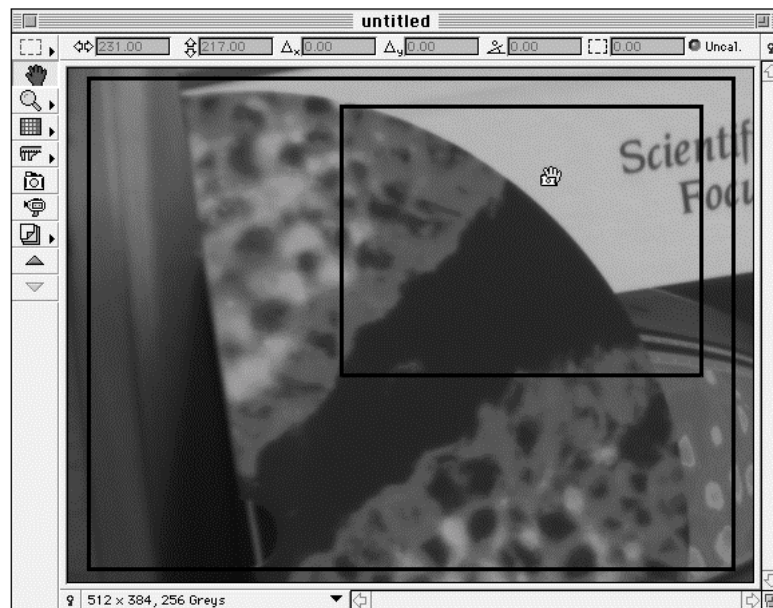 untitled
231.00 217.00 Δx 0.00 Δy 0.00 0.00 0.00 Uncal.
Scientif
Focu
512 x 384, 256 Greys